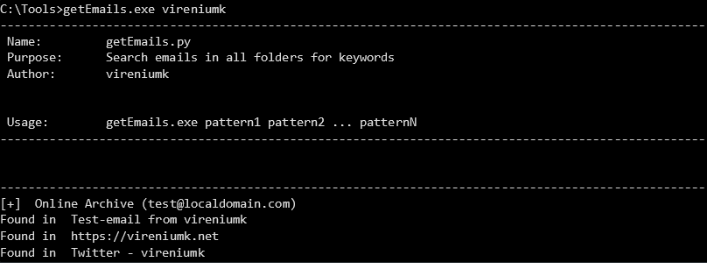 C:\Tools>getEmails.exe vireniumk
--------------------------------------------------------------------------------------------------
Name: getEmails.py
Purpose: Search emails in all folders for keywords
Author: vireniumk
Usage: getEmails.exe pattern1 pattern2 ... patternN
--------------------------------------------------------------------------------------------------
--------------------------------------------------------------------------------------------------
[+] Online Archive (test@localdomain.com)
Found in Test-email from vireniumk
Found in https://vireniumk.net
Found in Twitter - vireniumk